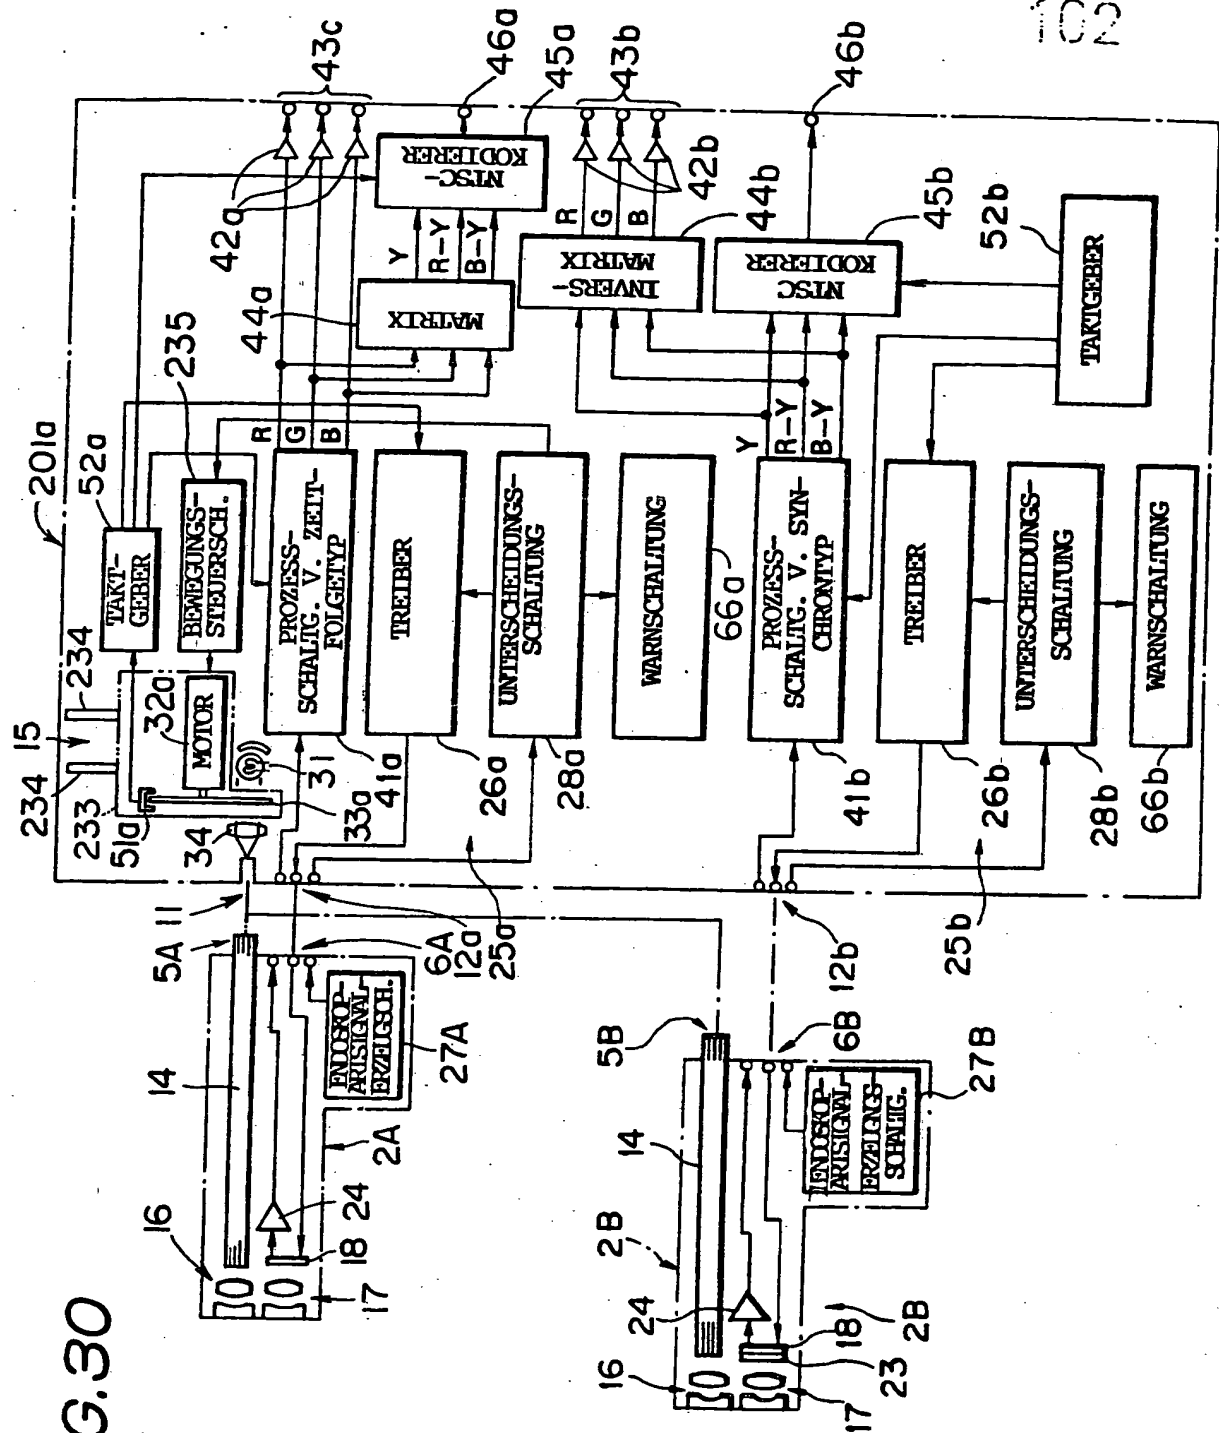 G.30
102
201a
15
234
234
233
51a
34
11
5A
52a
TAKT-
GEBER
235
BEWEGUNGS-
STEUERSCH.
32a
MOTOR
31
33a
41a
PROZESS-
SCHALTG. V. ZEIT-
FOLGETYP
R
G
B
TREIBER
26a
UNTERSCHEIDUNGS-
SCHALTUNG
28a
WARNSCHALTUNG
66a
25a
12a
6A
42a
43c
44a
MATRIX
Y
R-Y
B-Y
NTSC-
KODIERER
45a
46a
43b
42b
R
G
B
INVERS-
MATRIX
44b
NTSC
KODIERER
45b
46b
52b
TAKTGEBER
Y
R-Y
B-Y
PROZESS-
SCHALTG. V. SYN-
CHRONTYP
41b
TREIBER
26b
UNTERSCHEIDUNGS-
SCHALTUNG
28b
WARNSCHALTUNG
66b
25b
12b
6B
5B
14
16
17
18
24
2A
ENDOSKOP-
ARTSIGNAL-
ERZEUGSCH.
27A
14
2B
16
24
17
18
23
2B
ENDOSKOP-
ARTSIGNAL-
ERZEUGNGS
SCHALTIG.
27B